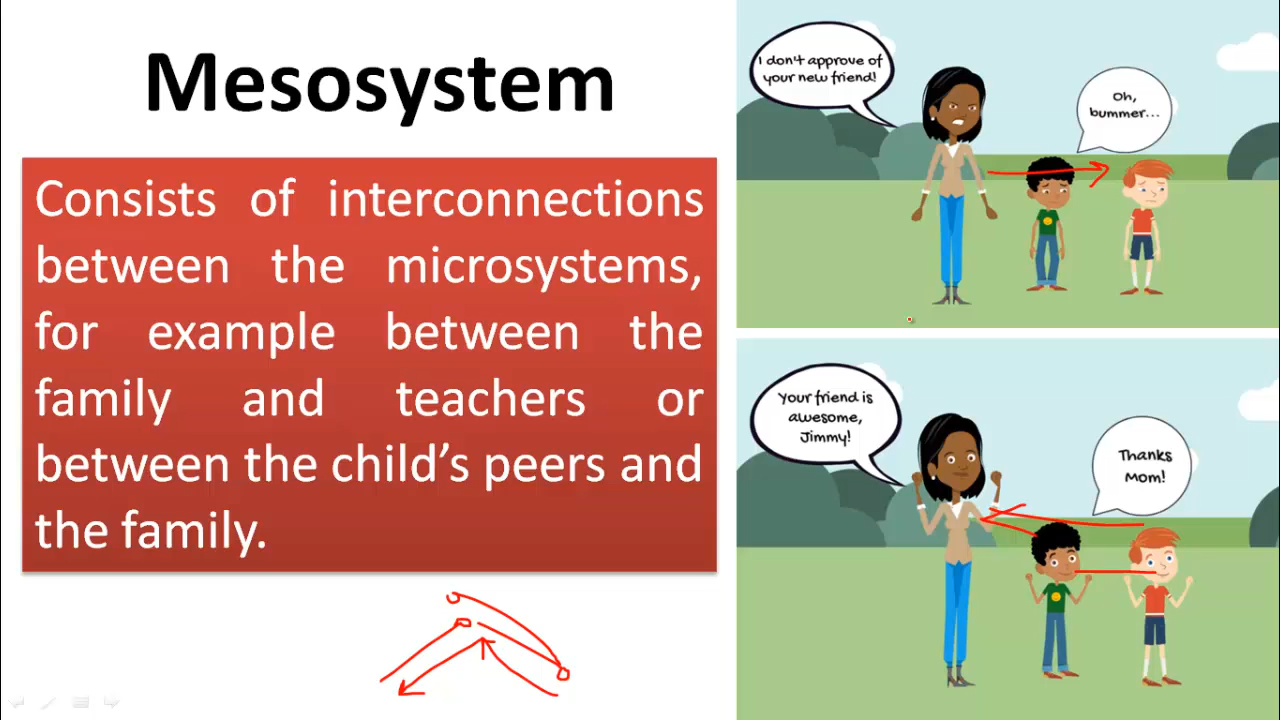 Mesosystem
Consists of interconnections
between the microsystems,
for example between the
family and teachers or
between the child’s peers and
the family.
I don't approve of
your new friend!
Oh,
bummer...
Your friend is
awesome,
Jimmy!
Thanks
Mom!